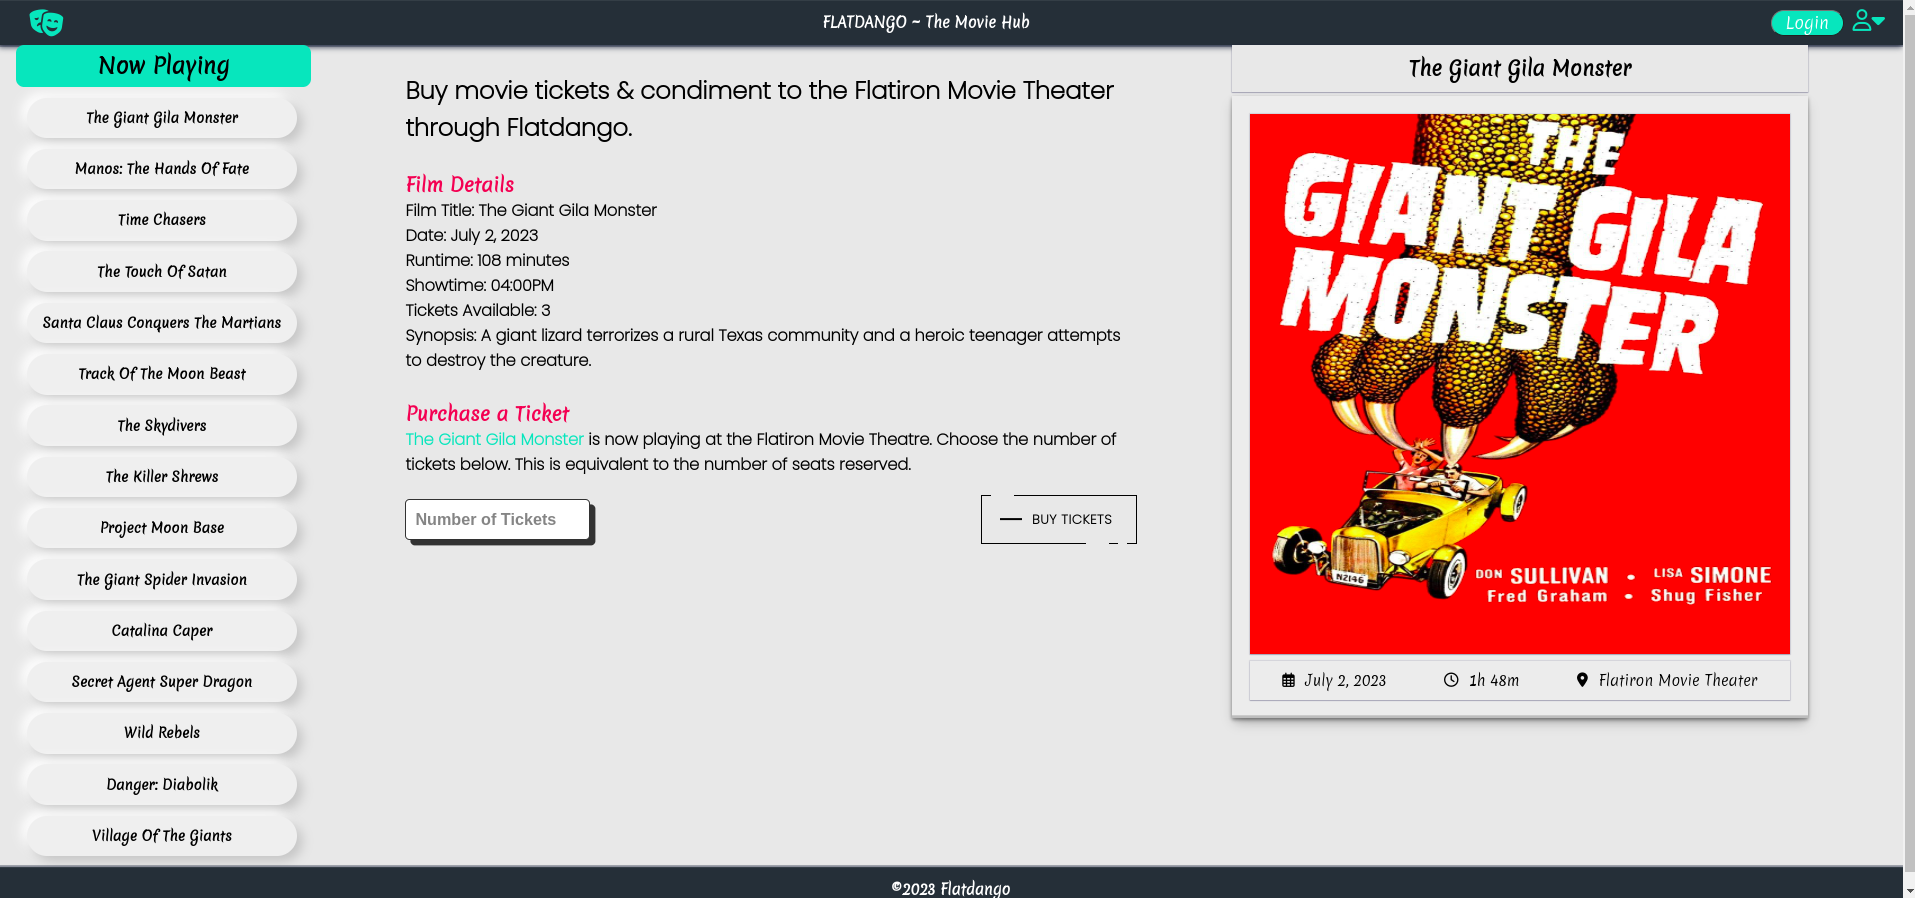 FLATDANGO ~ The Movie Hub
Login
Now Playing
The Giant Gila Monster
Manos: The Hands Of Fate
Time Chasers
The Touch Of Satan
Santa Claus Conquers The Martians
Track Of The Moon Beast
The Skydivers
The Killer Shrews
Project Moon Base
The Giant Spider Invasion
Catalina Caper
Secret Agent Super Dragon
Wild Rebels
Danger: Diabolik
Village Of The Giants
Buy movie tickets & condiment to the Flatiron Movie Theater
through Flatdango.
Film Details
Film Title: The Giant Gila Monster
Date: July 2, 2023
Runtime: 108 minutes
Showtime: 04:00PM
Tickets Available: 3
Synopsis: A giant lizard terrorizes a rural Texas community and a heroic teenager attempts
to destroy the creature.
Purchase a Ticket
The Giant Gila Monster is now playing at the Flatiron Movie Theatre. Choose the number of
tickets below. This is equivalent to the number of seats reserved.
Number of Tickets
BUY TICKETS
The Giant Gila Monster
THE
GIANT GILA
MONSTER
N2146
DON SULLIVAN • LISA SIMONE
Fred Graham • Shug Fisher
July 2, 2023
1h 48m
Flatiron Movie Theater
©2023 Flatdango